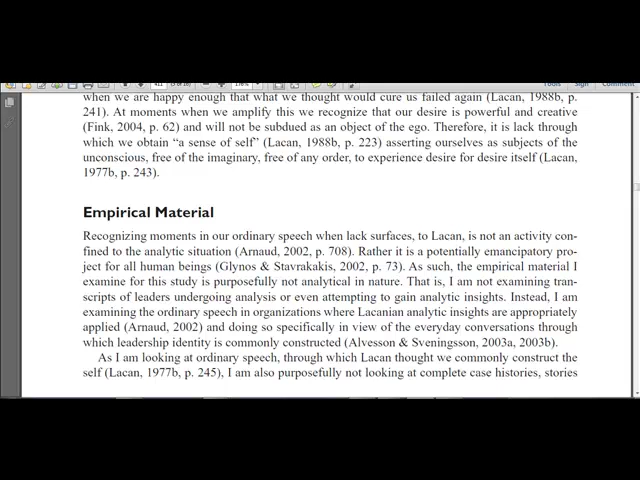 411
176%
Tools
Sign
Comment
when we are happy enough that what we thought would cure us failed again (Lacan, 1988b, p.
241). At moments when we amplify this we recognize that our desire is powerful and creative
(Fink, 2004, p. 62) and will not be subdued as an object of the ego. Therefore, it is lack through
which we obtain “a sense of self” (Lacan, 1988b, p. 223) asserting ourselves as subjects of the
unconscious, free of the imaginary, free of any order, to experience desire for desire itself (Lacan,
1977b, p. 243).
Empirical Material
Recognizing moments in our ordinary speech when lack surfaces, to Lacan, is not an activity con-
fined to the analytic situation (Arnaud, 2002, p. 708). Rather it is a potentially emancipatory pro-
ject for all human beings (Glynos & Stavrakakis, 2002, p. 73). As such, the empirical material I
examine for this study is purposefully not analytical in nature. That is, I am not examining tran-
scripts of leaders undergoing analysis or even attempting to gain analytic insights. Instead, I am
examining the ordinary speech in organizations where Lacanian analytic insights are appropriately
applied (Arnaud, 2002) and doing so specifically in view of the everyday conversations through
which leadership identity is commonly constructed (Alvesson & Sveningsson, 2003a, 2003b).
As I am looking at ordinary speech, through which Lacan thought we commonly construct the
self (Lacan, 1977b, p. 245), I am also purposefully not looking at complete case histories, stories